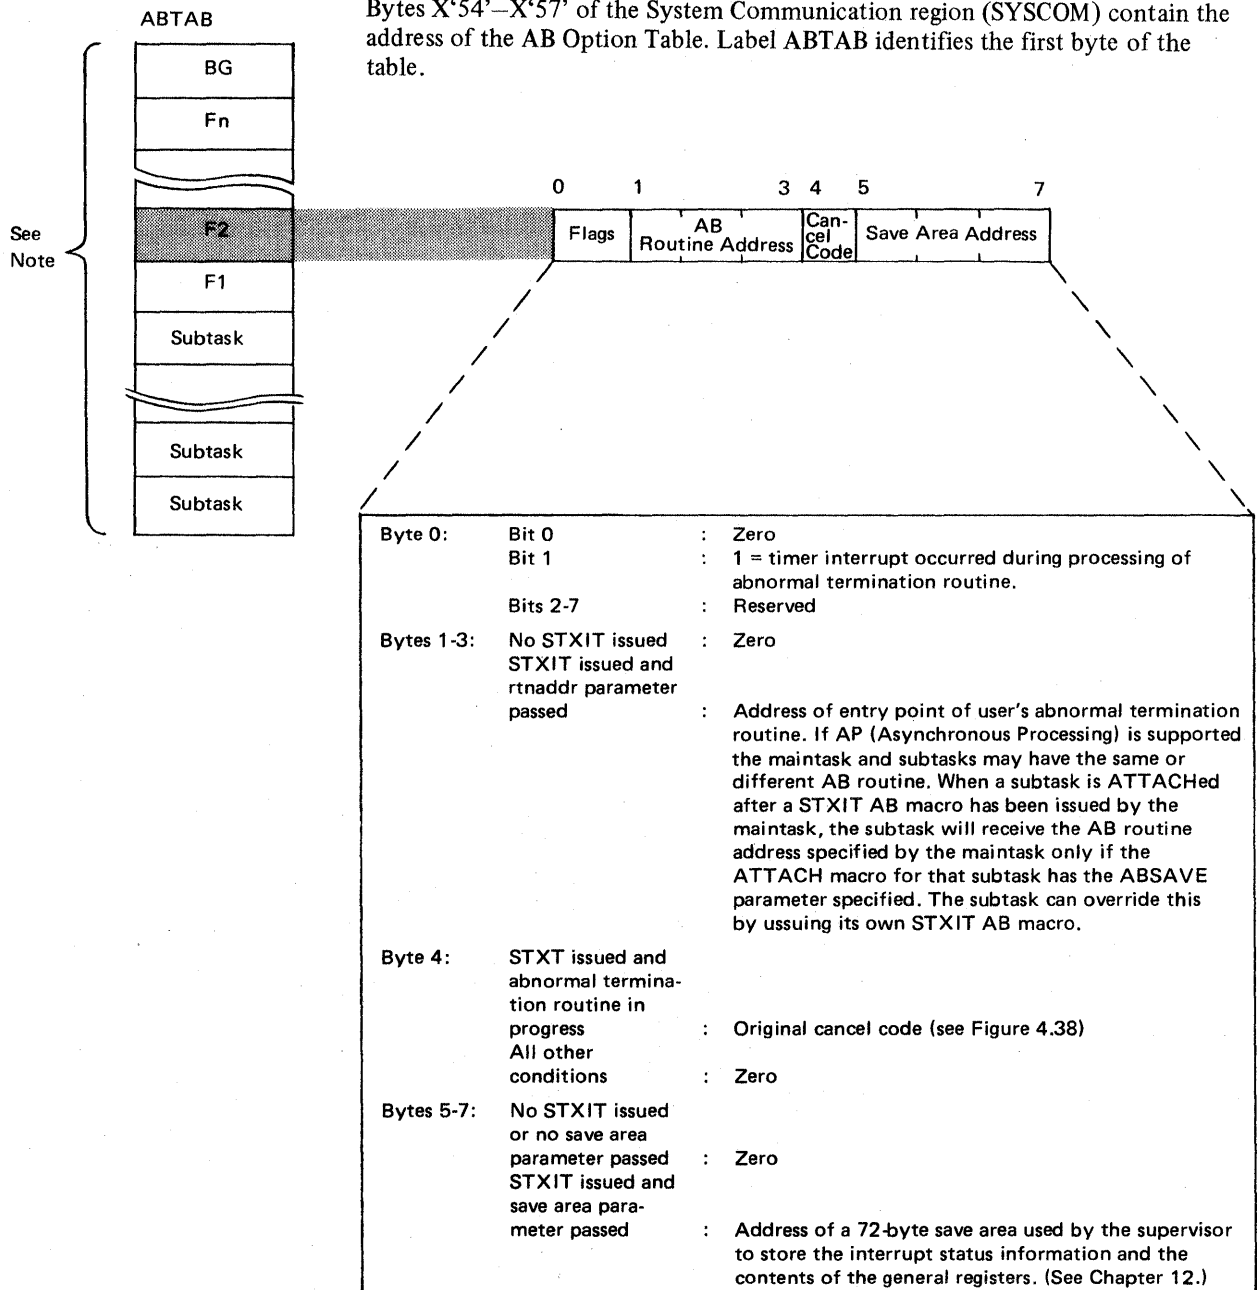 Bytes X‘54’–X‘57’ of the System Communication region (SYSCOM) contain the
address of the AB Option Table. Label ABTAB identifies the first byte of the
table.
ABTAB
BG
Fn
F2
F1
Subtask
Subtask
Subtask
See
Note
0 1 3 4 5 7
Flags
AB
Routine Address
Can-
cel
Code
Save Area Address
Byte 0: Bit 0 : Zero
Bit 1 : 1 = timer interrupt occurred during processing of
abnormal termination routine.
Bits 2-7 : Reserved
Bytes 1-3: No STXIT issued : Zero
STXIT issued and
rtnaddr parameter
passed : Address of entry point of user's abnormal termination
routine. If AP (Asynchronous Processing) is supported
the maintask and subtasks may have the same or
different AB routine. When a subtask is ATTACHed
after a STXIT AB macro has been issued by the
maintask, the subtask will receive the AB routine
address specified by the maintask only if the
ATTACH macro for that subtask has the ABSAVE
parameter specified. The subtask can override this
by ussuing its own STXIT AB macro.
Byte 4: STXT issued and
abnormal termina-
tion routine in
progress : Original cancel code (see Figure 4.38)
All other
conditions : Zero
Bytes 5-7: No STXIT issued
or no save area
parameter passed : Zero
STXIT issued and
save area para-
meter passed : Address of a 72-byte save area used by the supervisor
to store the interrupt status information and the
contents of the general registers. (See Chapter 12.)